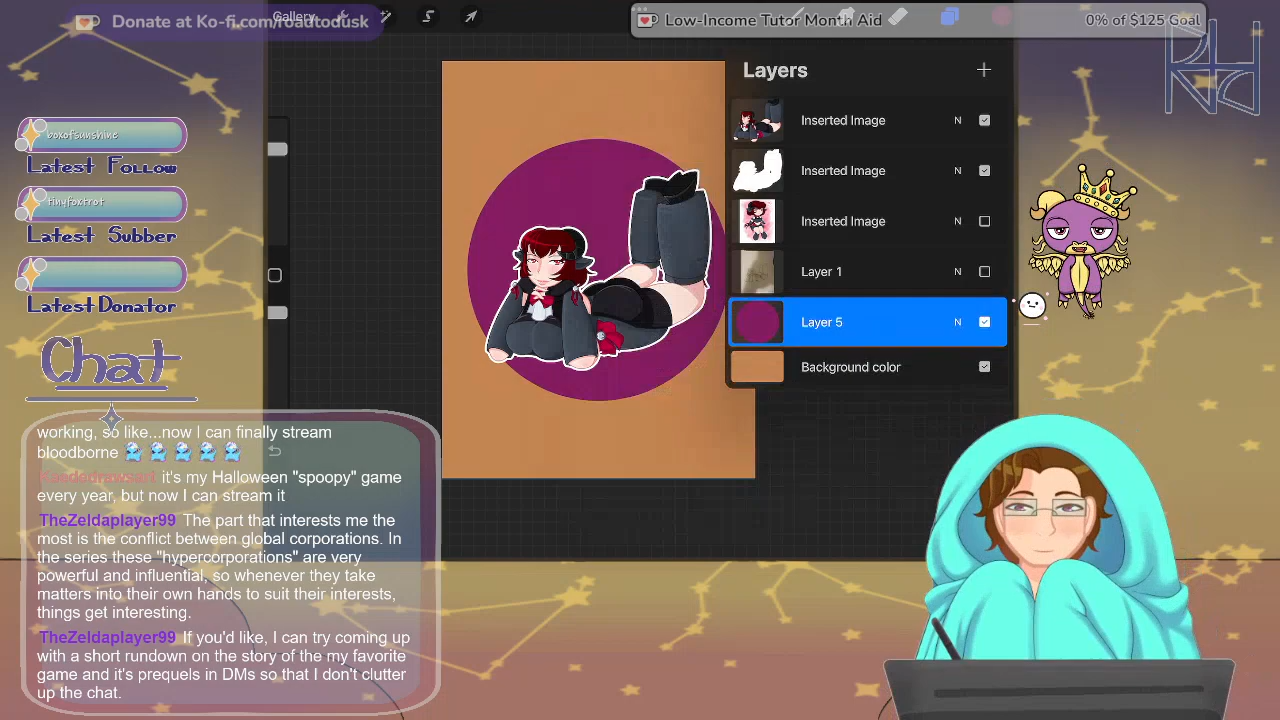 Donate at Ko-fi.com/roadtodusk
Gallery
Low-Income Tutor Month Aid
0% of $125 Goal
RtD
Layers
Inserted Image
N
Inserted Image
N
Inserted Image
N
Layer 1
N
Layer 5
N
Background color
boxofsunshine
Latest Follow
tinyfoxtrot
Latest Subber
Latest Donator
Chat
working, so like...now I can finally stream
bloodborne
it's my Halloween "spoopy" game
every year, but now I can stream it
TheZeldaplayer99 The part that interests me the
most is the conflict between global corporations. In
the series these "hypercorporations" are very
powerful and influential, so whenever they take
matters into their own hands to suit their interests,
things get interesting.
TheZeldaplayer99 If you'd like, I can try coming up
with a short rundown on the story of the my favorite
game and it's prequels in DMs so that I don't clutter
up the chat.